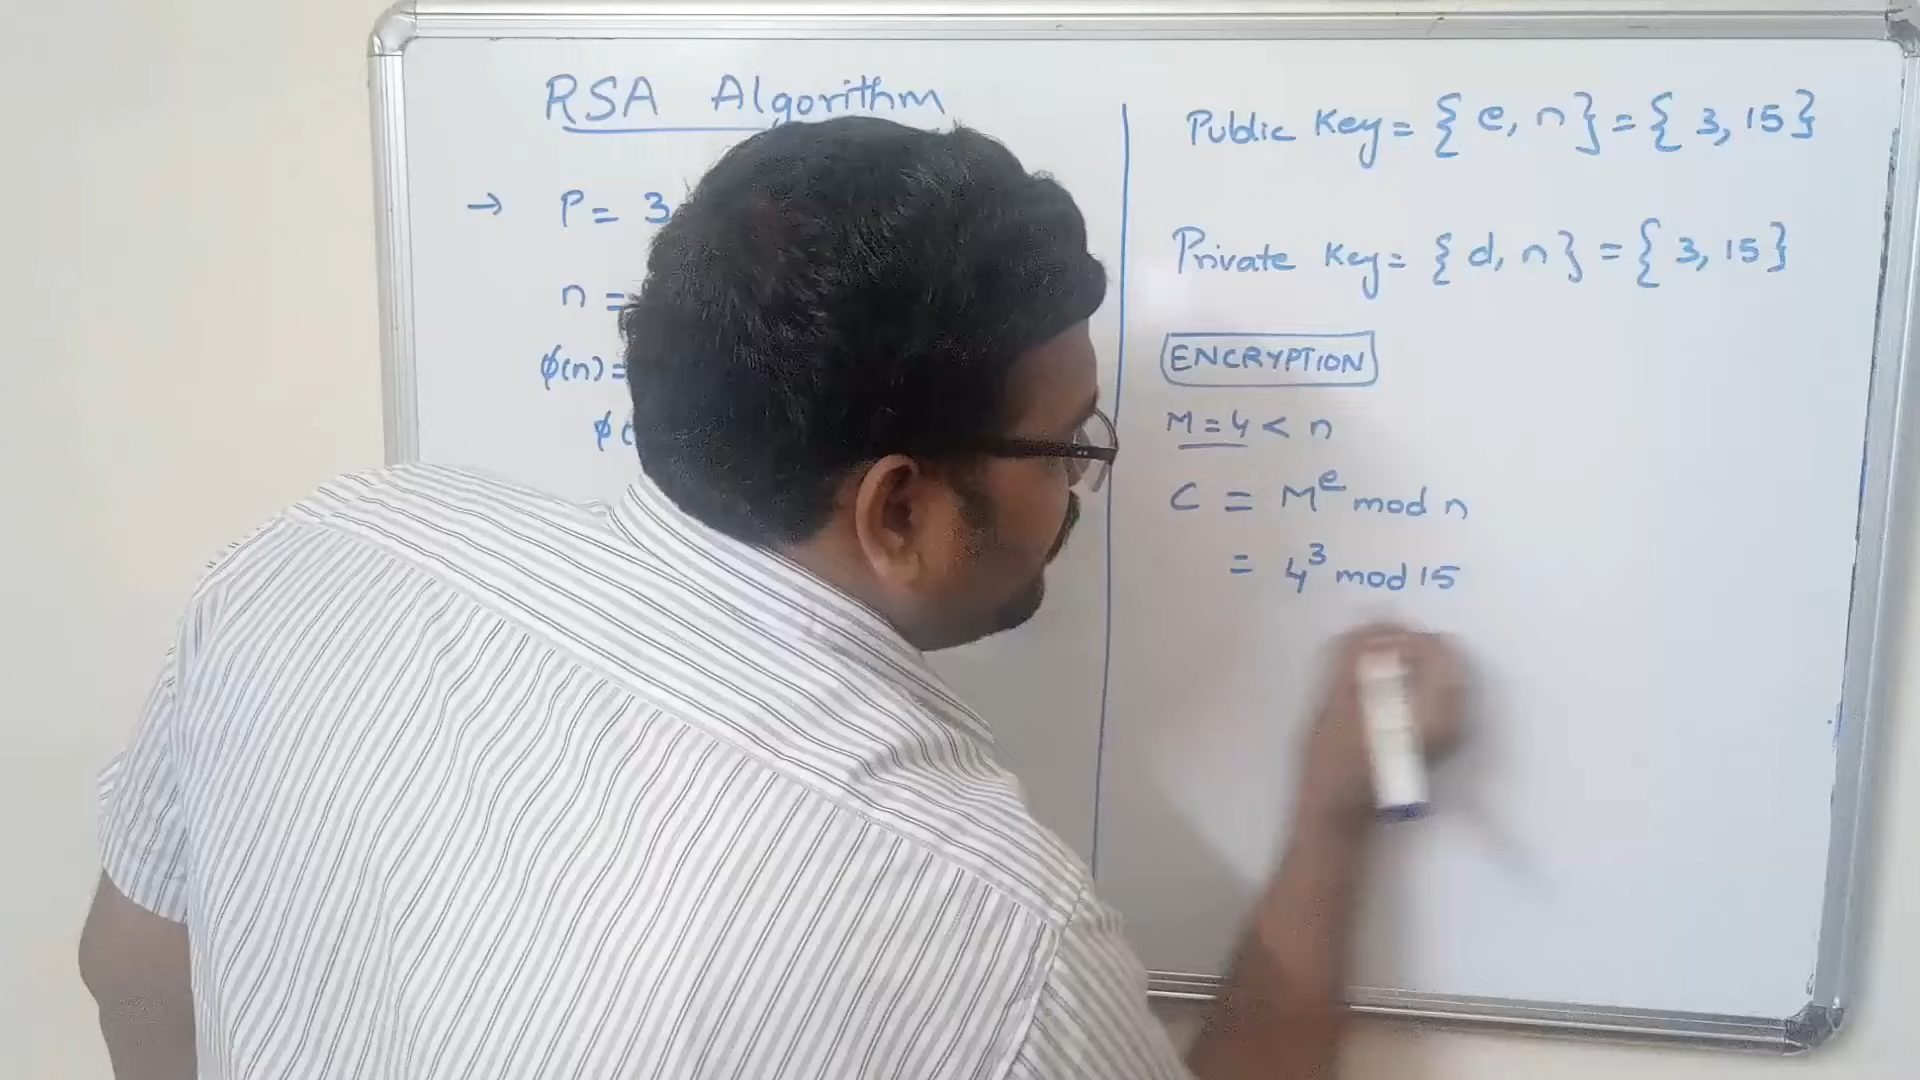 RSA Algorithm
→ P = 3
n =
φ(n) =
φ(
Public Key = { e, n } = { 3, 15 }
Private Key = { d, n } = { 3, 15 }
ENCRYPTION
M = 4 < n
C = M^e mod n
= 4^3 mod 15